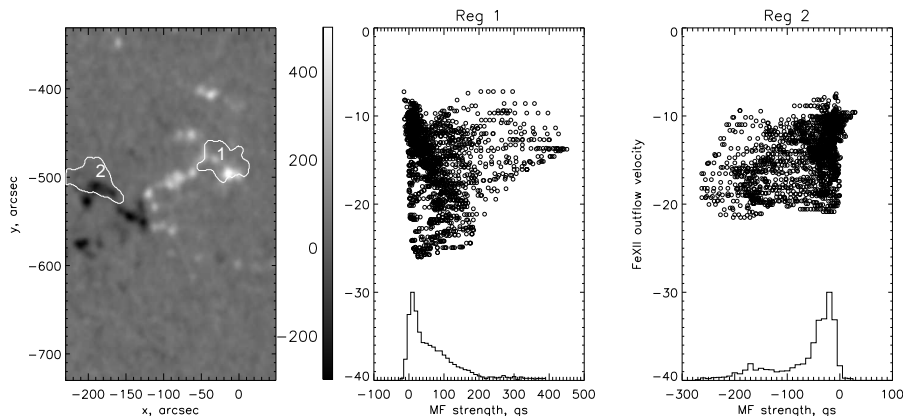 Reg 1
Reg 2
−400
−500
−600
−700
y, arcsec
−200 −150 −100 −50 0
x, arcsec
1
2
400
200
0
−200
0
−10
−20
−30
−40
−100 0 100 200 300 400 500
MF strength, gs
FeXII outflow velocity
0
−10
−20
−30
−40
−300 −200 −100 0 100
MF strength, gs